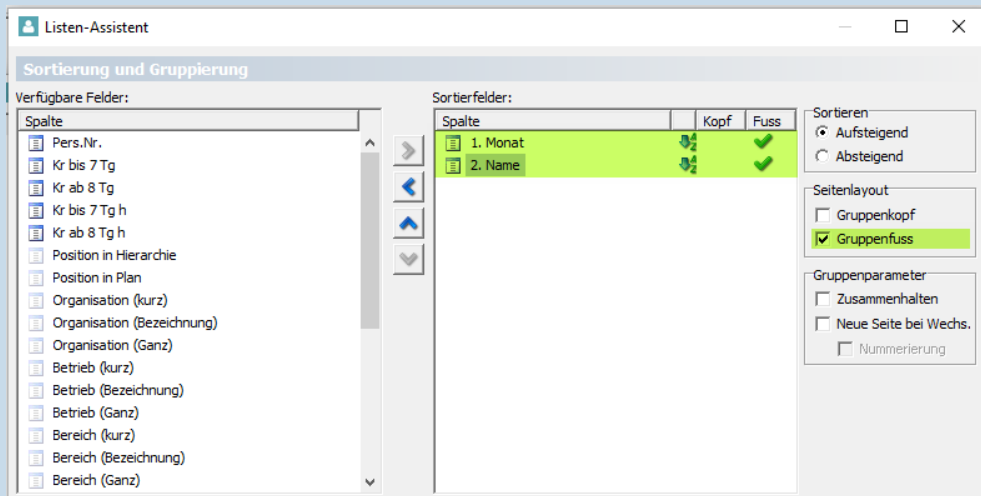 Listen-Assistent
Sortierung und Gruppierung
Verfügbare Felder:
Spalte
Pers.Nr.
Kr bis 7 Tg
Kr ab 8 Tg
Kr bis 7 Tg h
Kr ab 8 Tg h
Position in Hierarchie
Position in Plan
Organisation (kurz)
Organisation (Bezeichnung)
Organisation (Ganz)
Betrieb (kurz)
Betrieb (Bezeichnung)
Betrieb (Ganz)
Bereich (kurz)
Bereich (Bezeichnung)
Bereich (Ganz)
Sortierfelder:
Spalte Kopf Fuss
1. Monat
2. Name
Sortieren
Aufsteigend
Absteigend
Seitenlayout
Gruppenkopf
Gruppenfuss
Gruppenparameter
Zusammenhalten
Neue Seite bei Wechs.
Nummerierung